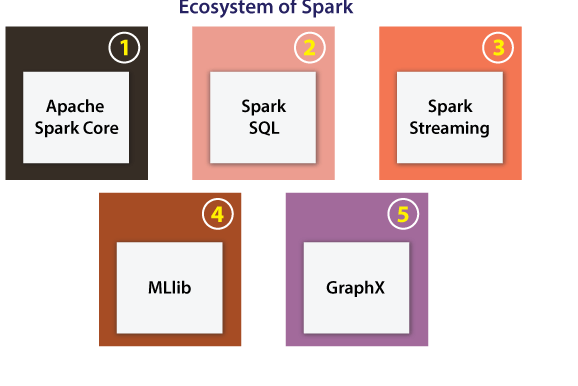 Ecosystem of Spark
1
Apache
Spark Core
2
Spark
SQL
3
Spark
Streaming
4
MLlib
5
GraphX